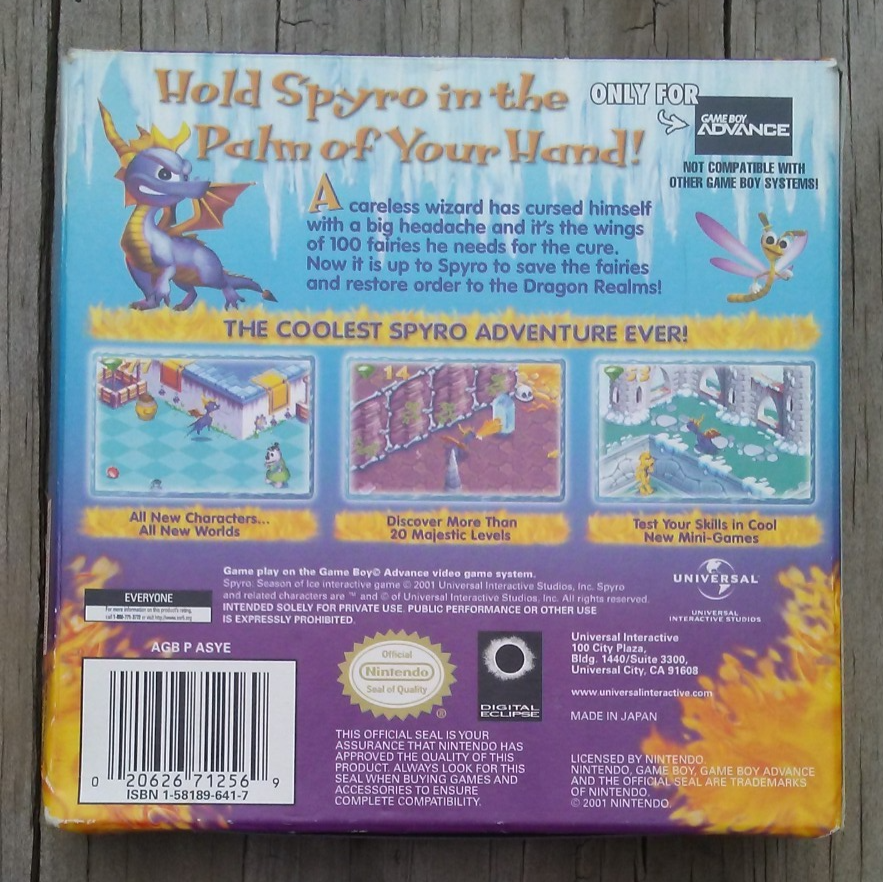 Hold Spyro in the
Palm of Your Hand!
ONLY FOR
GAME BOY
ADVANCE
NOT COMPATIBLE WITH
OTHER GAME BOY SYSTEMS!
A careless wizard has cursed himself
with a big headache and it's the wings
of 100 fairies he needs for the cure.
Now it is up to Spyro to save the fairies
and restore order to the Dragon Realms!
THE COOLEST SPYRO ADVENTURE EVER!
14
All New Characters...
All New Worlds
Discover More Than
20 Majestic Levels
Test Your Skills in Cool
New Mini-Games
Game play on the Game Boy® Advance video game system.
Spyro: Season of Ice interactive game © 2001 Universal Interactive Studios, Inc. Spyro
and related characters are ™ and © of Universal Interactive Studios, Inc. All rights reserved.
INTENDED SOLELY FOR PRIVATE USE. PUBLIC PERFORMANCE OR OTHER USE
IS EXPRESSLY PROHIBITED.
UNIVERSAL
UNIVERSAL
INTERACTIVE STUDIOS
EVERYONE
For more information on this product's rating,
AGB P ASYE
0 20626 71256 9
ISBN 1-58189-641-7
Official
Nintendo
Seal of Quality
®
DIGITAL
ECLIPSE
THIS OFFICIAL SEAL IS YOUR
ASSURANCE THAT NINTENDO HAS
APPROVED THE QUALITY OF THIS
PRODUCT. ALWAYS LOOK FOR THIS
SEAL WHEN BUYING GAMES AND
ACCESSORIES TO ENSURE
COMPLETE COMPATIBILITY.
Universal Interactive
100 City Plaza,
Bldg. 1440/Suite 3300,
Universal City, CA 91608
www.universalinteractive.com
MADE IN JAPAN
LICENSED BY NINTENDO.
NINTENDO, GAME BOY, GAME BOY ADVANCE
AND THE OFFICIAL SEAL ARE TRADEMARKS
OF NINTENDO.
© 2001 NINTENDO.